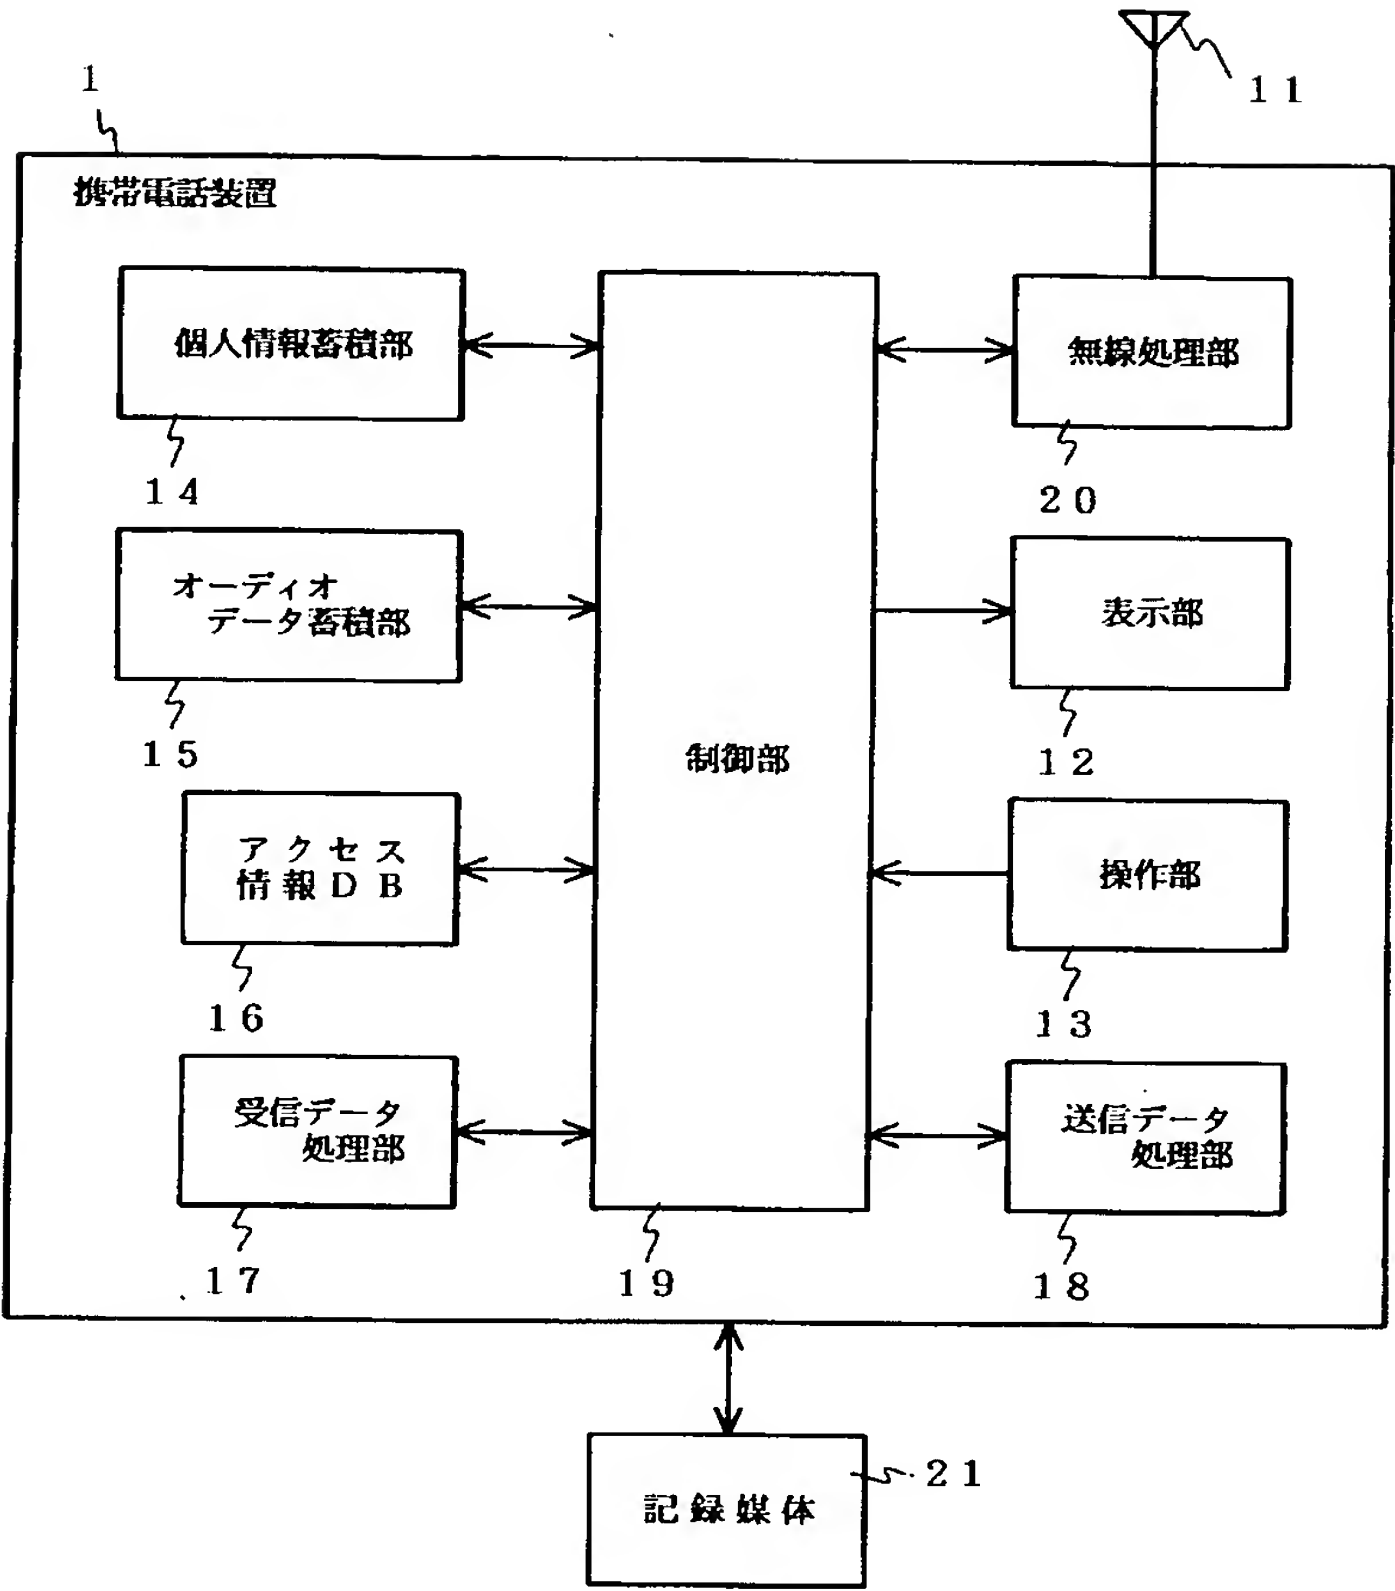 1
11
携帯電話装置
個人情報蓄積部
14
無線処理部
20
オーディオ
データ蓄積部
15
表示部
12
制御部
19
アクセス
情報DB
16
操作部
13
受信データ
処理部
17
送信データ
処理部
18
記録媒体
21